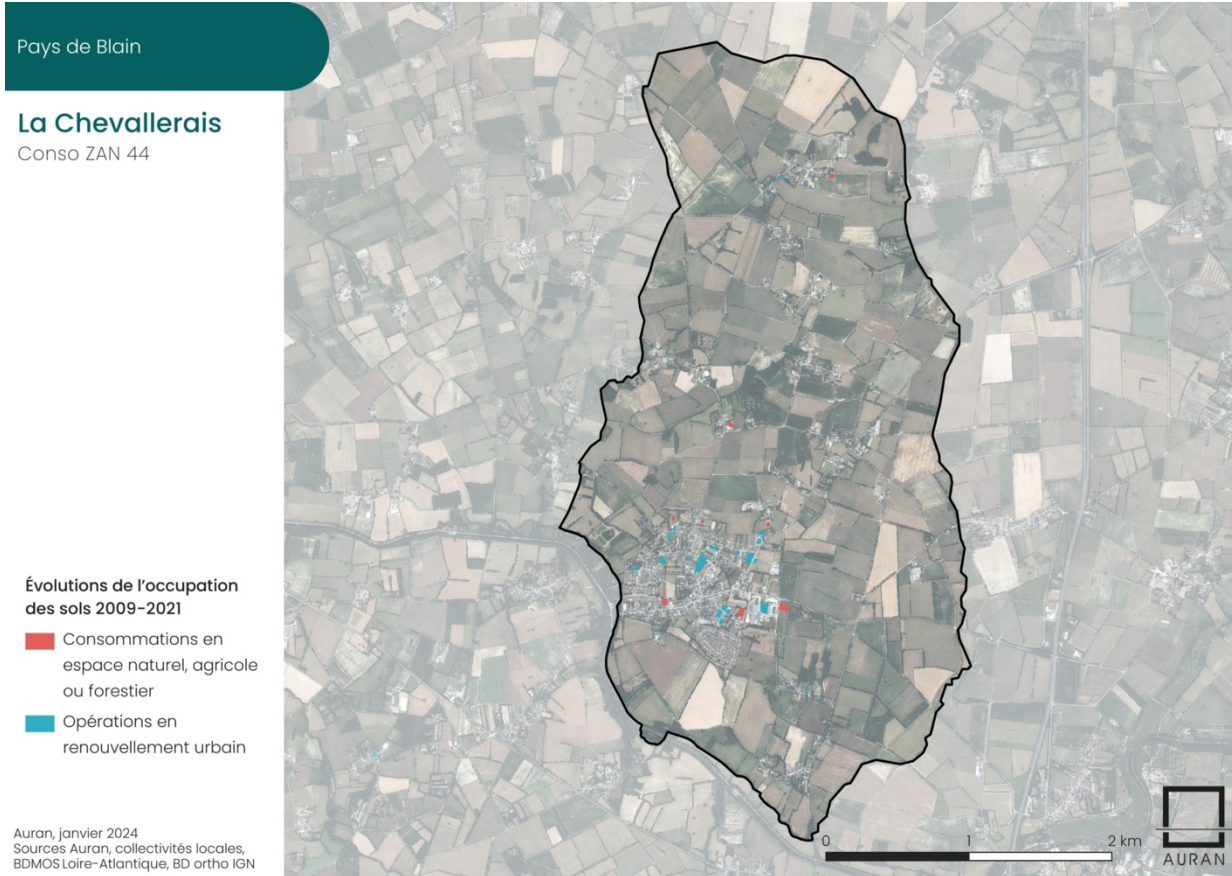 Pays de Blain
La Chevallerais
Conso ZAN 44
Évolutions de l'occupation
des sols 2009-2021
Consommations en
espace naturel, agricole
ou forestier
Opérations en
renouvellement urbain
Auran, janvier 2024
Sources Auran, collectivités locales,
BDMOS Loire-Atlantique, BD ortho IGN
0 1 2 km
AURAN